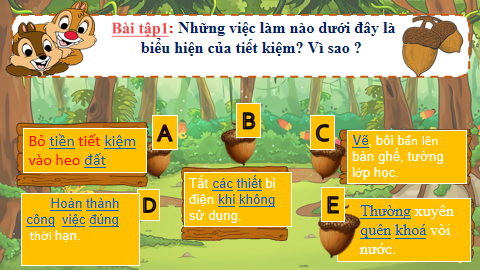 Bài tập1: Những việc làm nào dưới đây là
biểu hiện của tiết kiệm? Vì sao ?
A
B
C
Bỏ tiền tiết kiệm
vào heo đất
Tắt các thiết bị
điện khi không
sử dụng.
Vẽ, bôi bẩn lên
bàn ghế, tường
lớp học.
D
Hoàn thành
công việc đúng
thời hạn.
E
Thường xuyên
quên khoá vòi
nước.